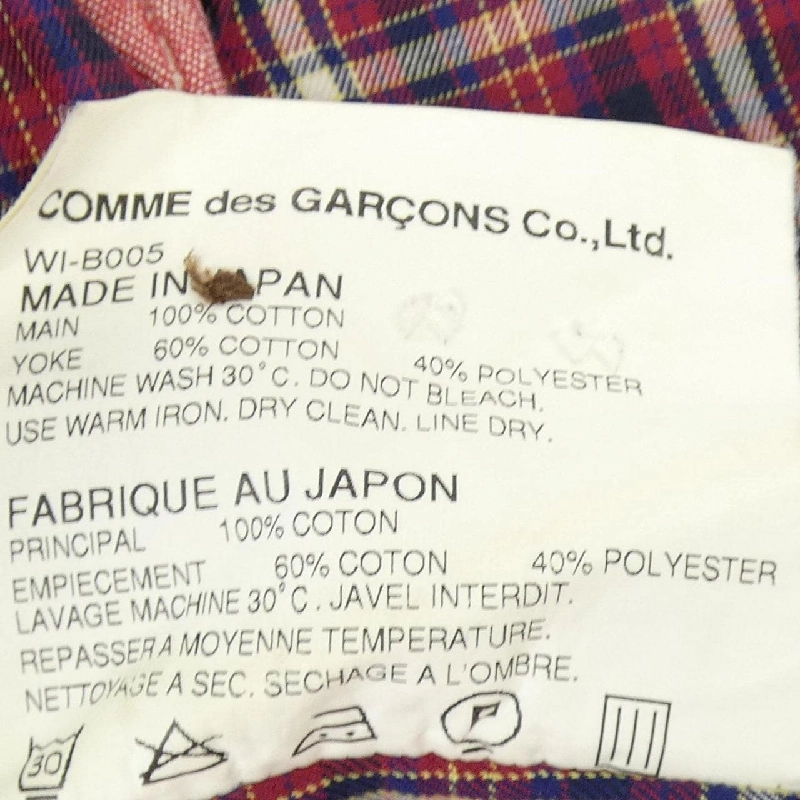 COMME des GARÇONS Co.,Ltd.
WI-B005
MADE IN JAPAN
MAIN 100% COTTON
YOKE 60% COTTON 40% POLYESTER
MACHINE WASH 30°C. DO NOT BLEACH.
USE WARM IRON. DRY CLEAN. LINE DRY.
FABRIQUE AU JAPON
PRINCIPAL 100% COTON
EMPIECEMENT 60% COTON 40% POLYESTER
LAVAGE MACHINE 30°C. JAVEL INTERDIT.
REPASSER A MOYENNE TEMPERATURE.
NETTOYAGE A SEC. SECHAGE A L'OMBRE.
30 P